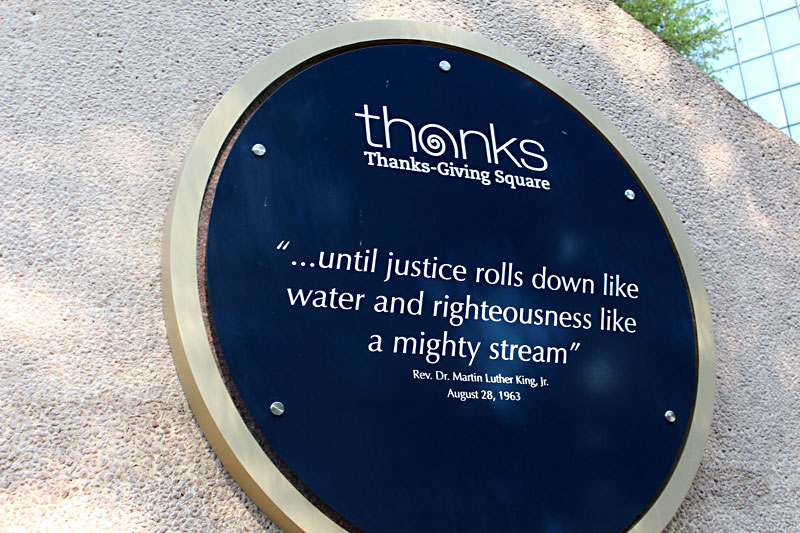 thanks
Thanks-Giving Square
“...until justice rolls down like
water and righteousness like
a mighty stream”
Rev. Dr. Martin Luther King, Jr.
August 28, 1963